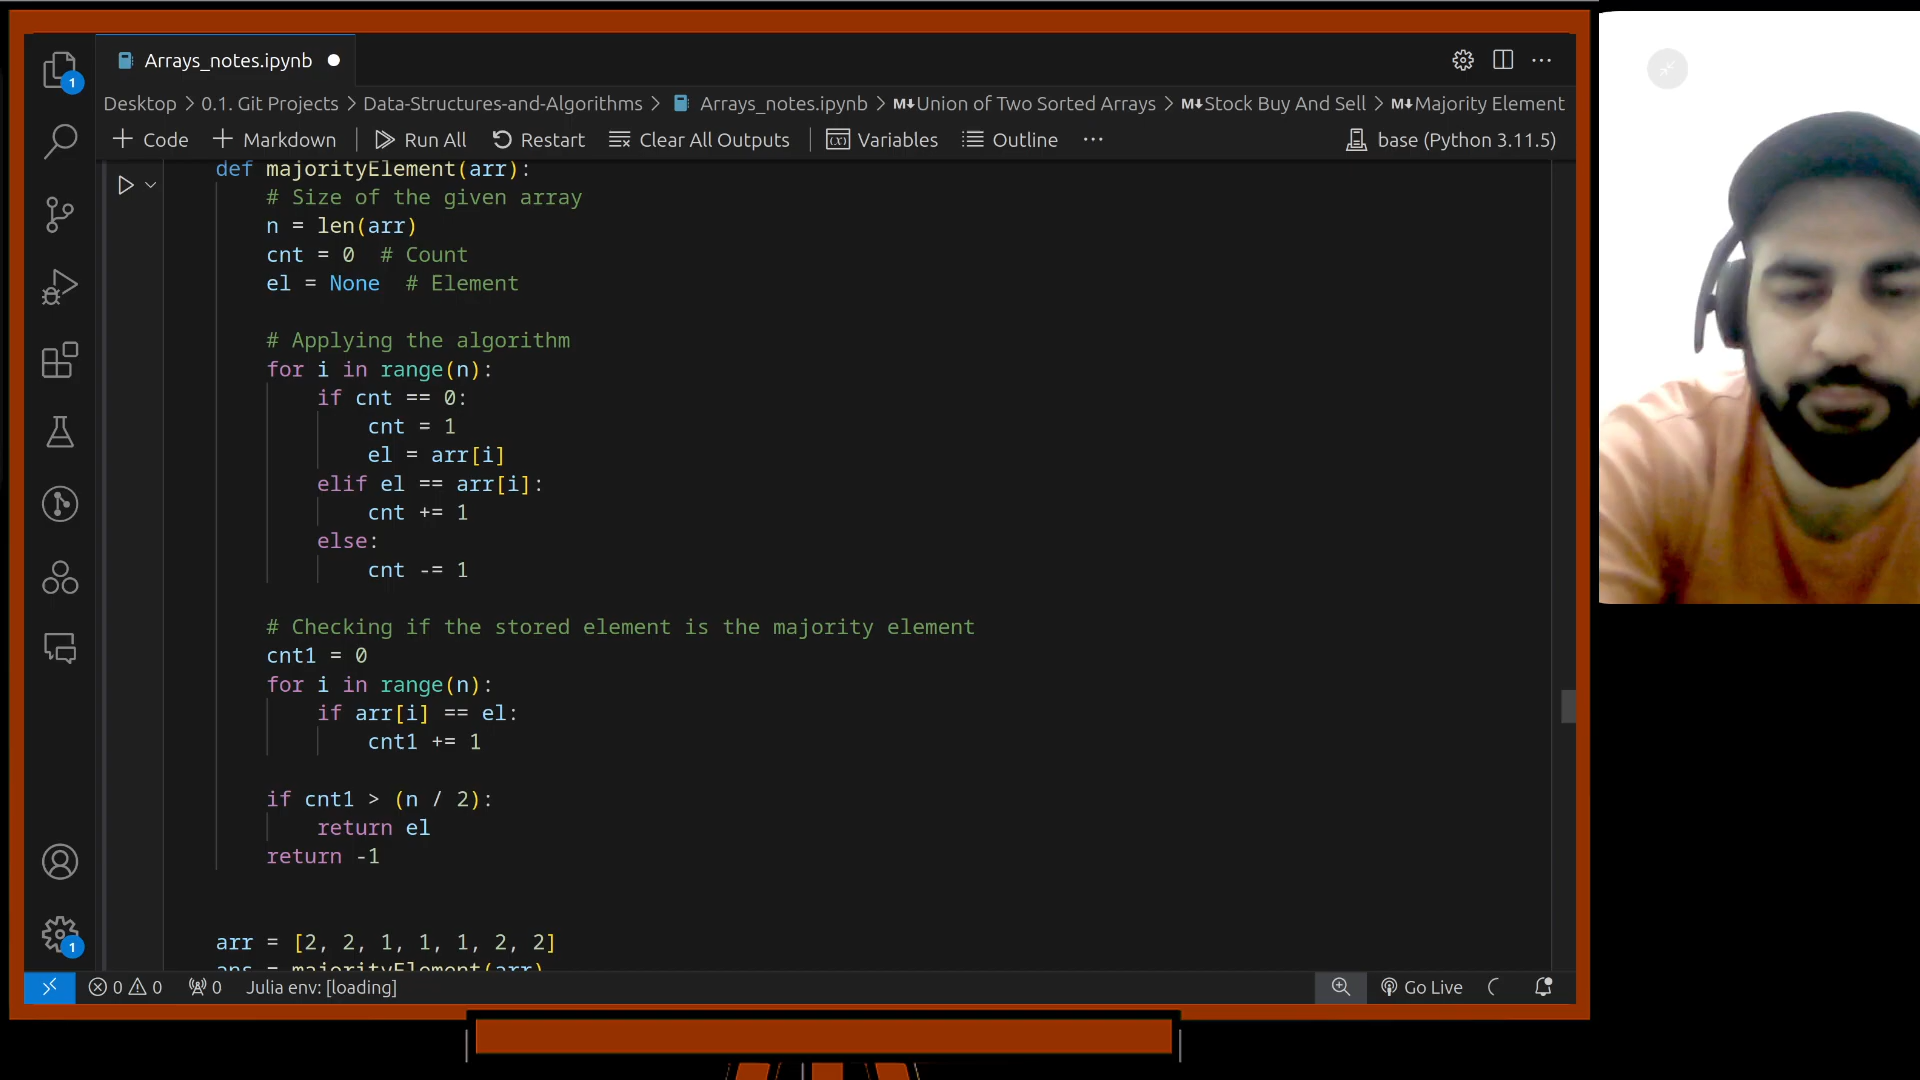 Arrays_notes.ipynb
1
Desktop > 0.1. Git Projects > Data-Structures-and-Algorithms > Arrays_notes.ipynb > M↓Union of Two Sorted Arrays > M↓Stock Buy And Sell > M↓Majority Element
+ Code + Markdown Run All Restart Clear All Outputs Variables Outline ... base (Python 3.11.5)
def majorityElement(arr):
# Size of the given array
n = len(arr)
cnt = 0 # Count
el = None # Element
# Applying the algorithm
for i in range(n):
if cnt == 0:
cnt = 1
el = arr[i]
elif el == arr[i]:
cnt += 1
else:
cnt -= 1
# Checking if the stored element is the majority element
cnt1 = 0
for i in range(n):
if arr[i] == el:
cnt1 += 1
if cnt1 > (n / 2):
return el
return -1
arr = [2, 2, 1, 1, 1, 2, 2]
ans = majorityElement(arr)
1
0 0 0 Julia env: [loading] Go Live